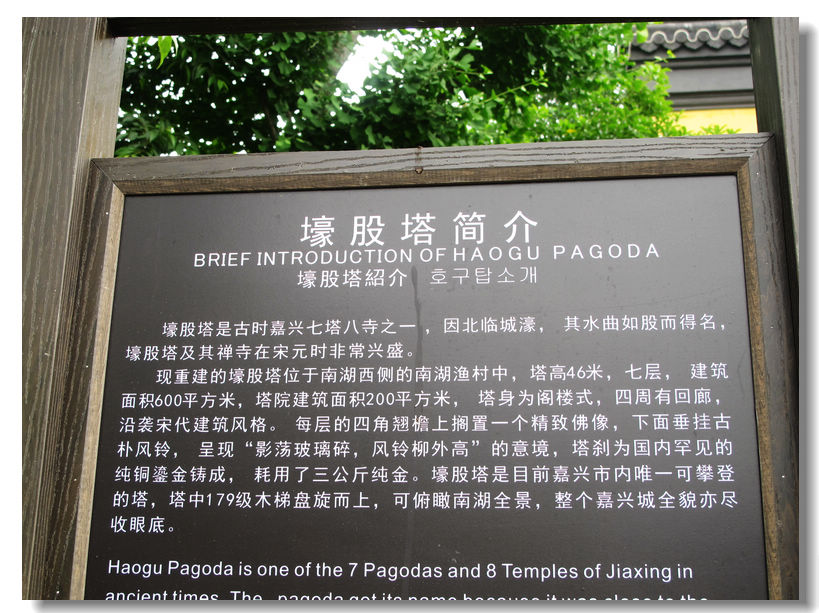 壕股塔简介
BRIEF INTRODUCTION OF HAOGU PAGODA
壕股塔紹介 호구탑소개
壕股塔是古时嘉兴七塔八寺之一，因北临城濠，其水曲如股而得名，
壕股塔及其禅寺在宋元时非常兴盛。
现重建的壕股塔位于南湖西侧的南湖渔村中，塔高46米，七层，建筑
面积600平方米，塔院建筑面积200平方米，塔身为阁楼式，四周有回廊，
沿袭宋代建筑风格。每层的四角翘檐上搁置一个精致佛像，下面垂挂古
朴风铃，呈现“影荡玻璃碎，风铃柳外高”的意境，塔刹为国内罕见的
纯铜鎏金铸成，耗用了三公斤纯金。壕股塔是目前嘉兴市内唯一可攀登
的塔，塔中179级木梯盘旋而上，可俯瞰南湖全景，整个嘉兴城全貌亦尽
收眼底。
Haogu Pagoda is one of the 7 Pagodas and 8 Temples of Jiaxing in
ancient times. The pagoda got its name because it was close to the